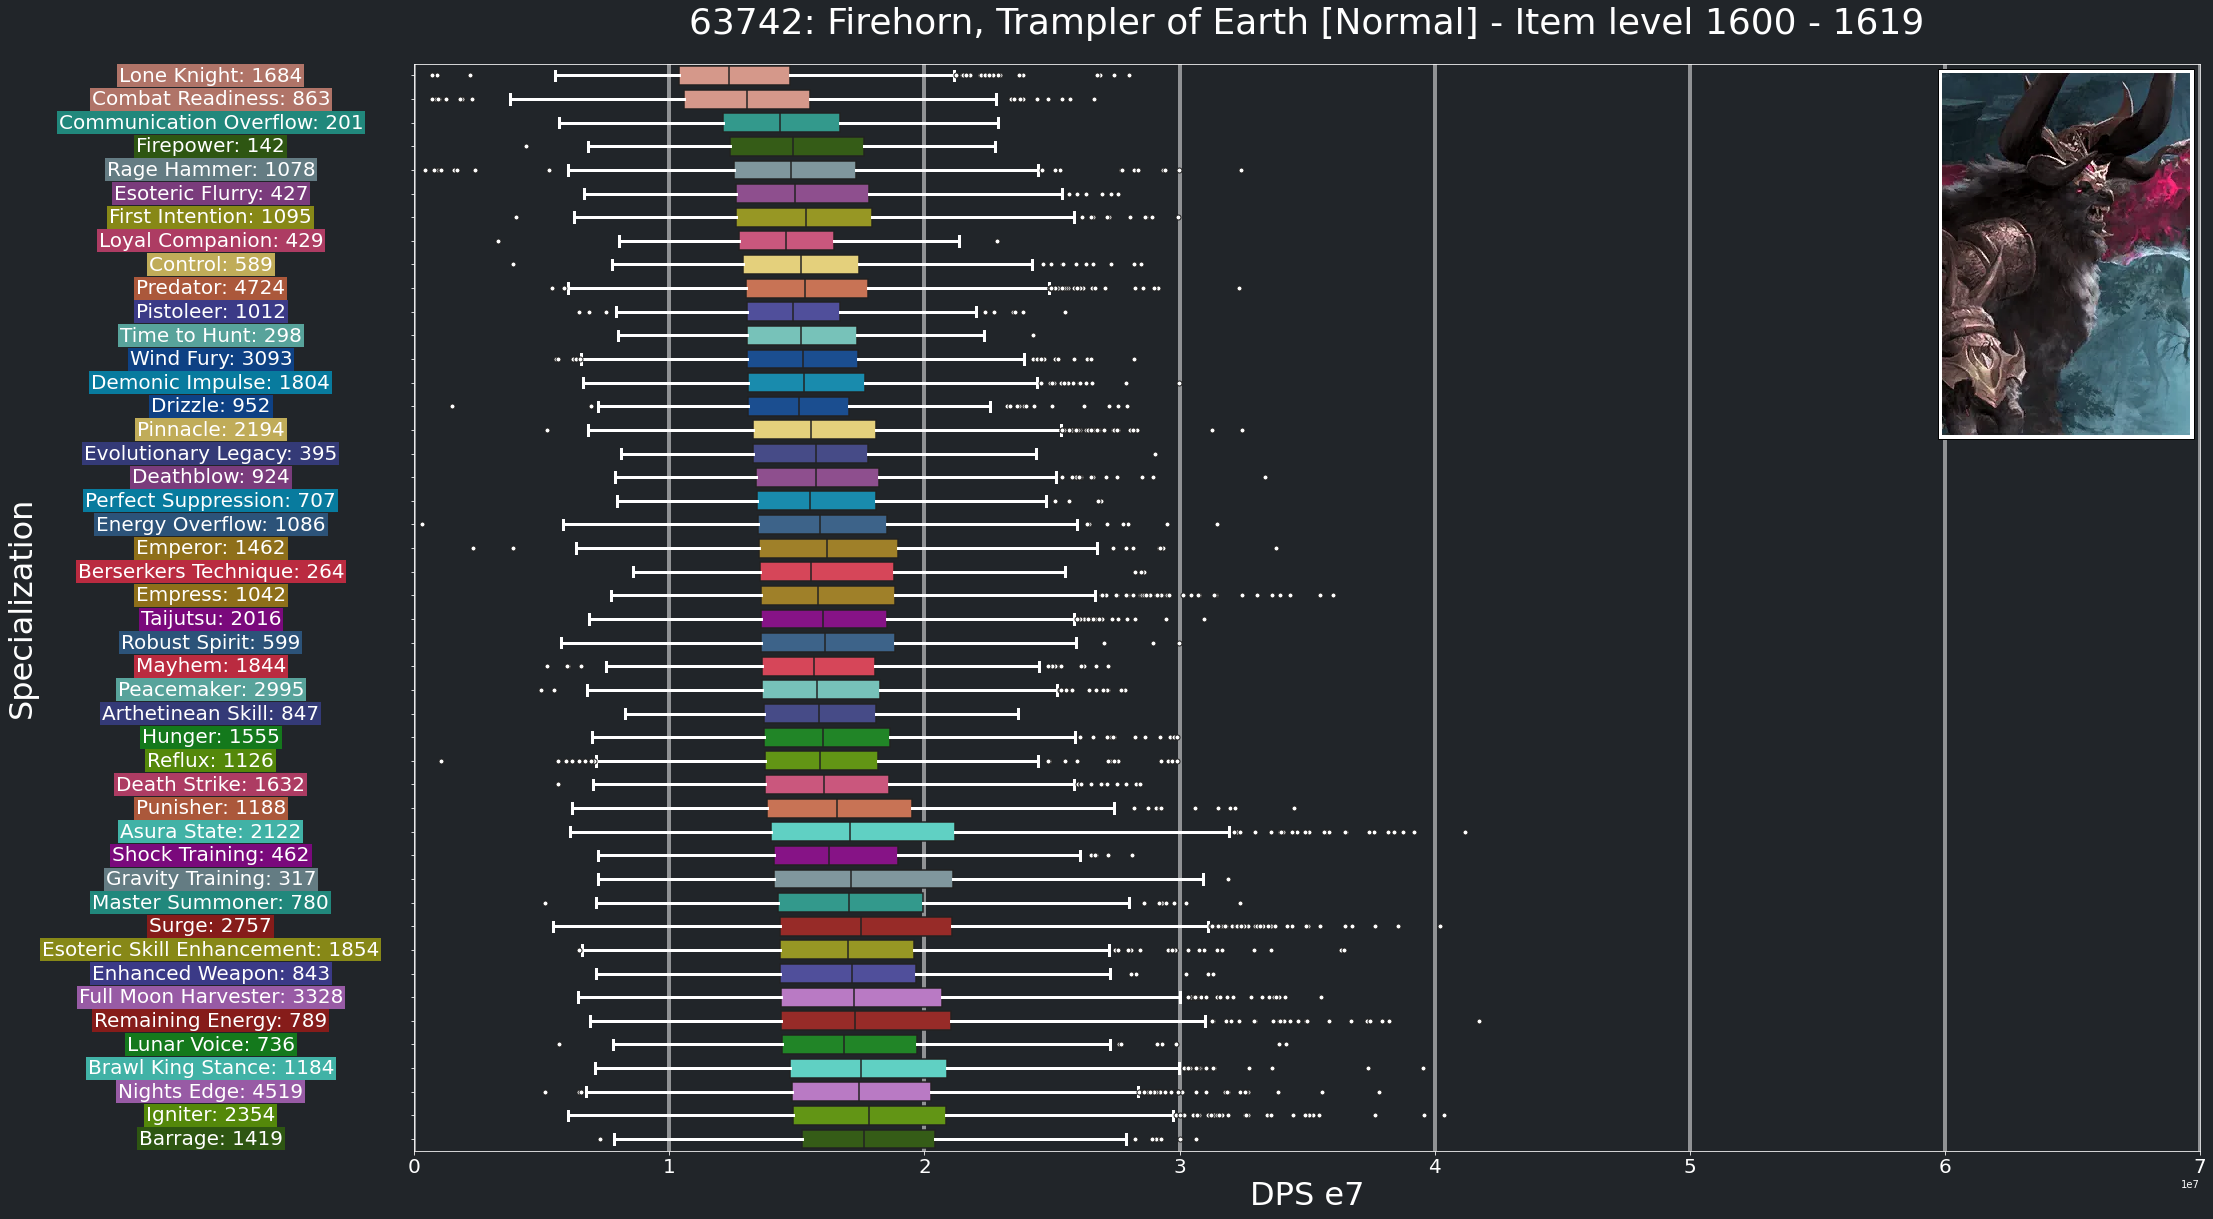 63742: Firehorn, Trampler of Earth [Normal] - Item level 1600 - 1619
Specialization
Lone Knight: 1684
Combat Readiness: 863
Communication Overflow: 201
Firepower: 142
Rage Hammer: 1078
Esoteric Flurry: 427
First Intention: 1095
Loyal Companion: 429
Control: 589
Predator: 4724
Pistoleer: 1012
Time to Hunt: 298
Wind Fury: 3093
Demonic Impulse: 1804
Drizzle: 952
Pinnacle: 2194
Evolutionary Legacy: 395
Deathblow: 924
Perfect Suppression: 707
Energy Overflow: 1086
Emperor: 1462
Berserkers Technique: 264
Empress: 1042
Taijutsu: 2016
Robust Spirit: 599
Mayhem: 1844
Peacemaker: 2995
Arthetinean Skill: 847
Hunger: 1555
Reflux: 1126
Death Strike: 1632
Punisher: 1188
Asura State: 2122
Shock Training: 462
Gravity Training: 317
Master Summoner: 780
Surge: 2757
Esoteric Skill Enhancement: 1854
Enhanced Weapon: 843
Full Moon Harvester: 3328
Remaining Energy: 789
Lunar Voice: 736
Brawl King Stance: 1184
Nights Edge: 4519
Igniter: 2354
Barrage: 1419
0 1 2 3 4 5 6 7
1e7
DPS e7